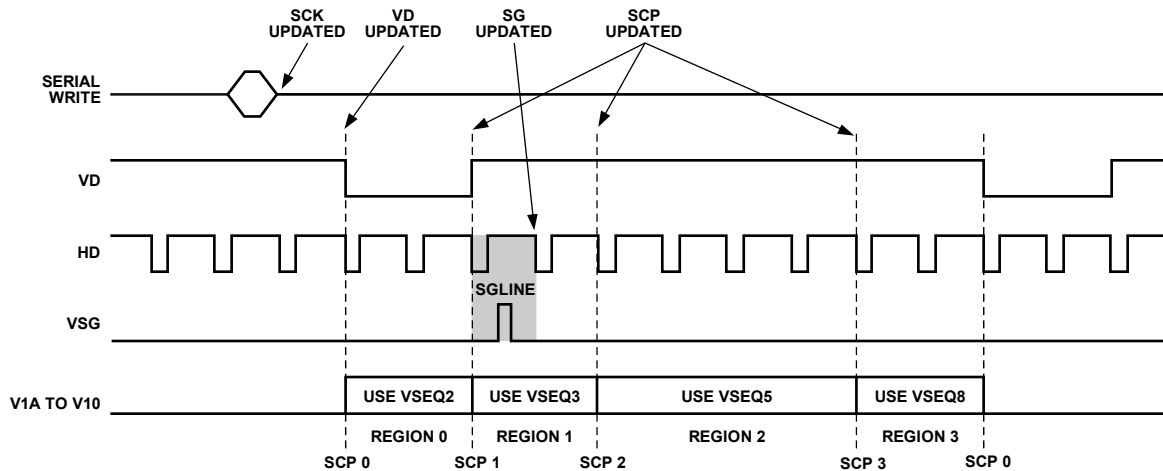 SCK
UPDATED
VD
UPDATED
SG
UPDATED
SCP
UPDATED
SERIAL
WRITE
VD
HD
SGLINE
VSG
V1A TO V10
USE VSEQ2
USE VSEQ3
USE VSEQ5
USE VSEQ8
REGION 0
REGION 1
REGION 2
REGION 3
SCP 0
SCP 1
SCP 2
SCP 3
SCP 0